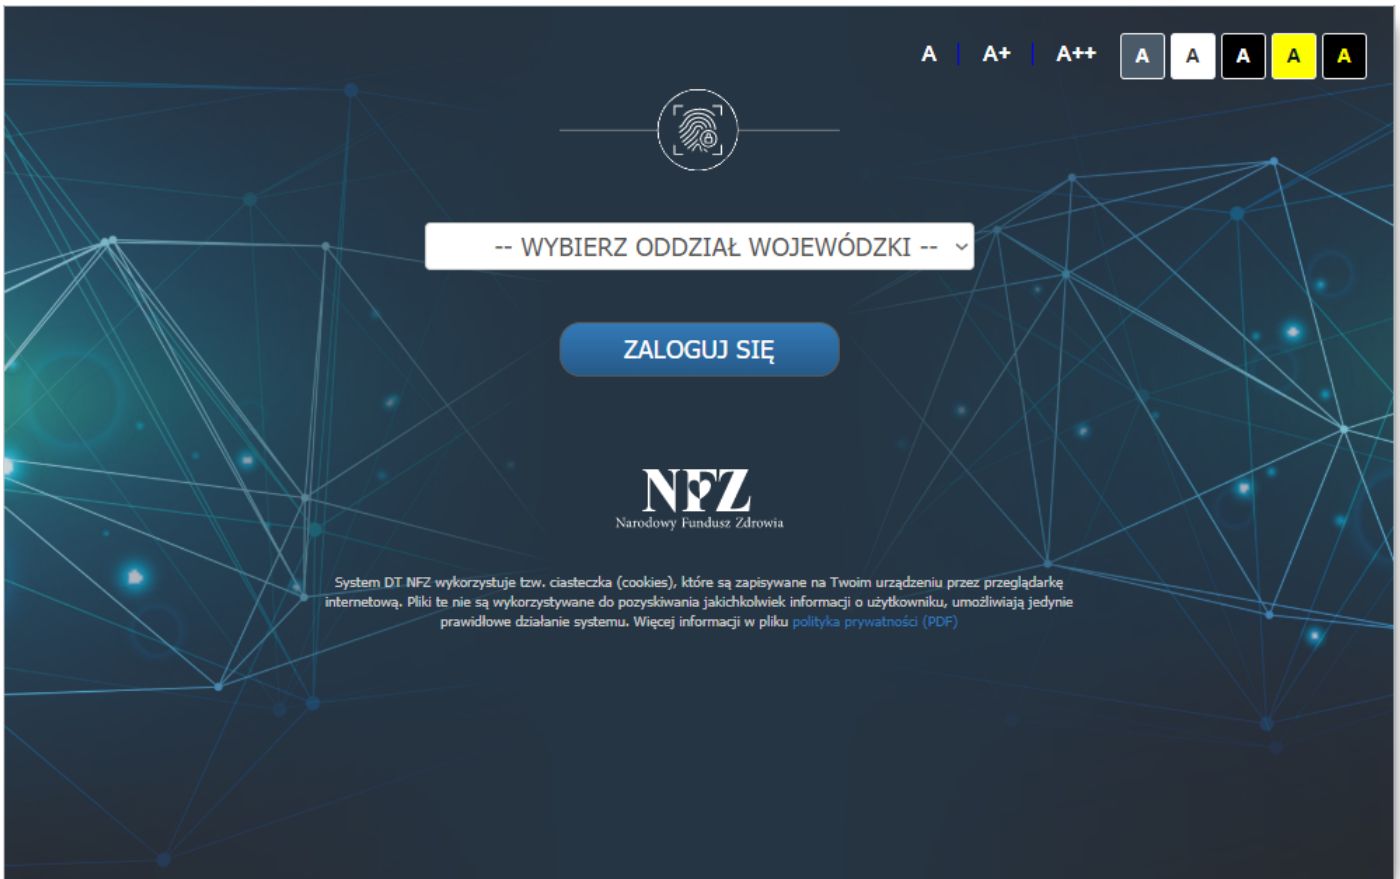 A A+ A++ A A A A A
-- WYBIERZ ODDZIAŁ WOJEWÓDZKI --
ZALOGUJ SIĘ
NFZ
Narodowy Fundusz Zdrowia
System DT NFZ wykorzystuje tzw. ciasteczka (cookies), które są zapisywane na Twoim urządzeniu przez przeglądarkę
internetową. Pliki te nie są wykorzystywane do pozyskiwania jakichkolwiek informacji o użytkowniku, umożliwiają jedynie
prawidłowe działanie systemu. Więcej informacji w pliku polityka prywatności (PDF)